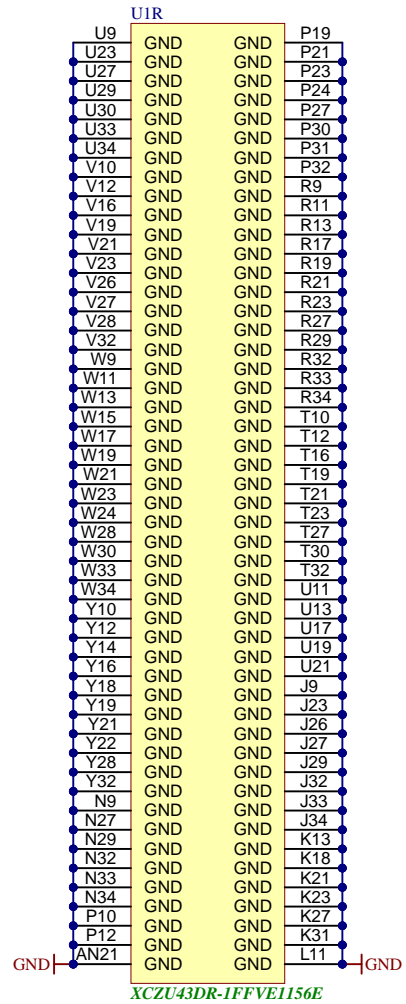 U1R
U9 GND GND P19
U23 GND GND P21
U27 GND GND P23
U29 GND GND P24
U30 GND GND P27
U33 GND GND P30
U34 GND GND P31
V10 GND GND P32
V12 GND GND R9
V16 GND GND R11
V19 GND GND R13
V21 GND GND R17
V23 GND GND R19
V26 GND GND R21
V27 GND GND R23
V28 GND GND R27
V32 GND GND R29
W9 GND GND R32
W11 GND GND R33
W13 GND GND R34
W15 GND GND T10
W17 GND GND T12
W19 GND GND T16
W21 GND GND T19
W23 GND GND T21
W24 GND GND T23
W28 GND GND T27
W30 GND GND T30
W33 GND GND T32
W34 GND GND U11
Y10 GND GND U13
Y12 GND GND U17
Y14 GND GND U19
Y16 GND GND U21
Y18 GND GND J9
Y19 GND GND J23
Y21 GND GND J26
Y22 GND GND J27
Y28 GND GND J29
Y32 GND GND J32
N9 GND GND J33
N27 GND GND J34
N29 GND GND K13
N32 GND GND K18
N33 GND GND K21
N34 GND GND K23
P10 GND GND K27
P12 GND GND K31
GND AN21 GND GND L11 GND
XCZU43DR-1FFVE1156E